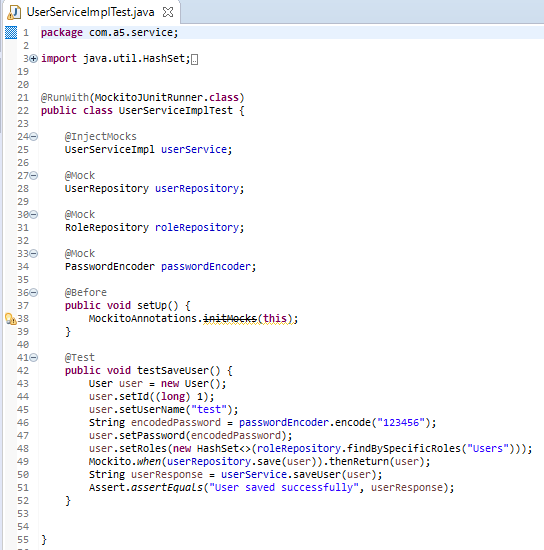 UserServiceImplTest.java
1 package com.a5.service;
2
3 import java.util.HashSet;
19
20
21 @RunWith(MockitoJUnitRunner.class)
22 public class UserServiceImplTest {
23
24 @InjectMocks
25 UserServiceImpl userService;
26
27 @Mock
28 UserRepository userRepository;
29
30 @Mock
31 RoleRepository roleRepository;
32
33 @Mock
34 PasswordEncoder passwordEncoder;
35
36 @Before
37 public void setUp() {
38 MockitoAnnotations.initMocks(this);
39 }
40
41 @Test
42 public void testSaveUser() {
43 User user = new User();
44 user.setId((long) 1);
45 user.setUserName("test");
46 String encodedPassword = passwordEncoder.encode("123456");
47 user.setPassword(encodedPassword);
48 user.setRoles(new HashSet<>(roleRepository.findBySpecificRoles("Users")));
49 Mockito.when(userRepository.save(user)).thenReturn(user);
50 String userResponse = userService.saveUser(user);
51 Assert.assertEquals("User saved successfully", userResponse);
52 }
53
54
55 }